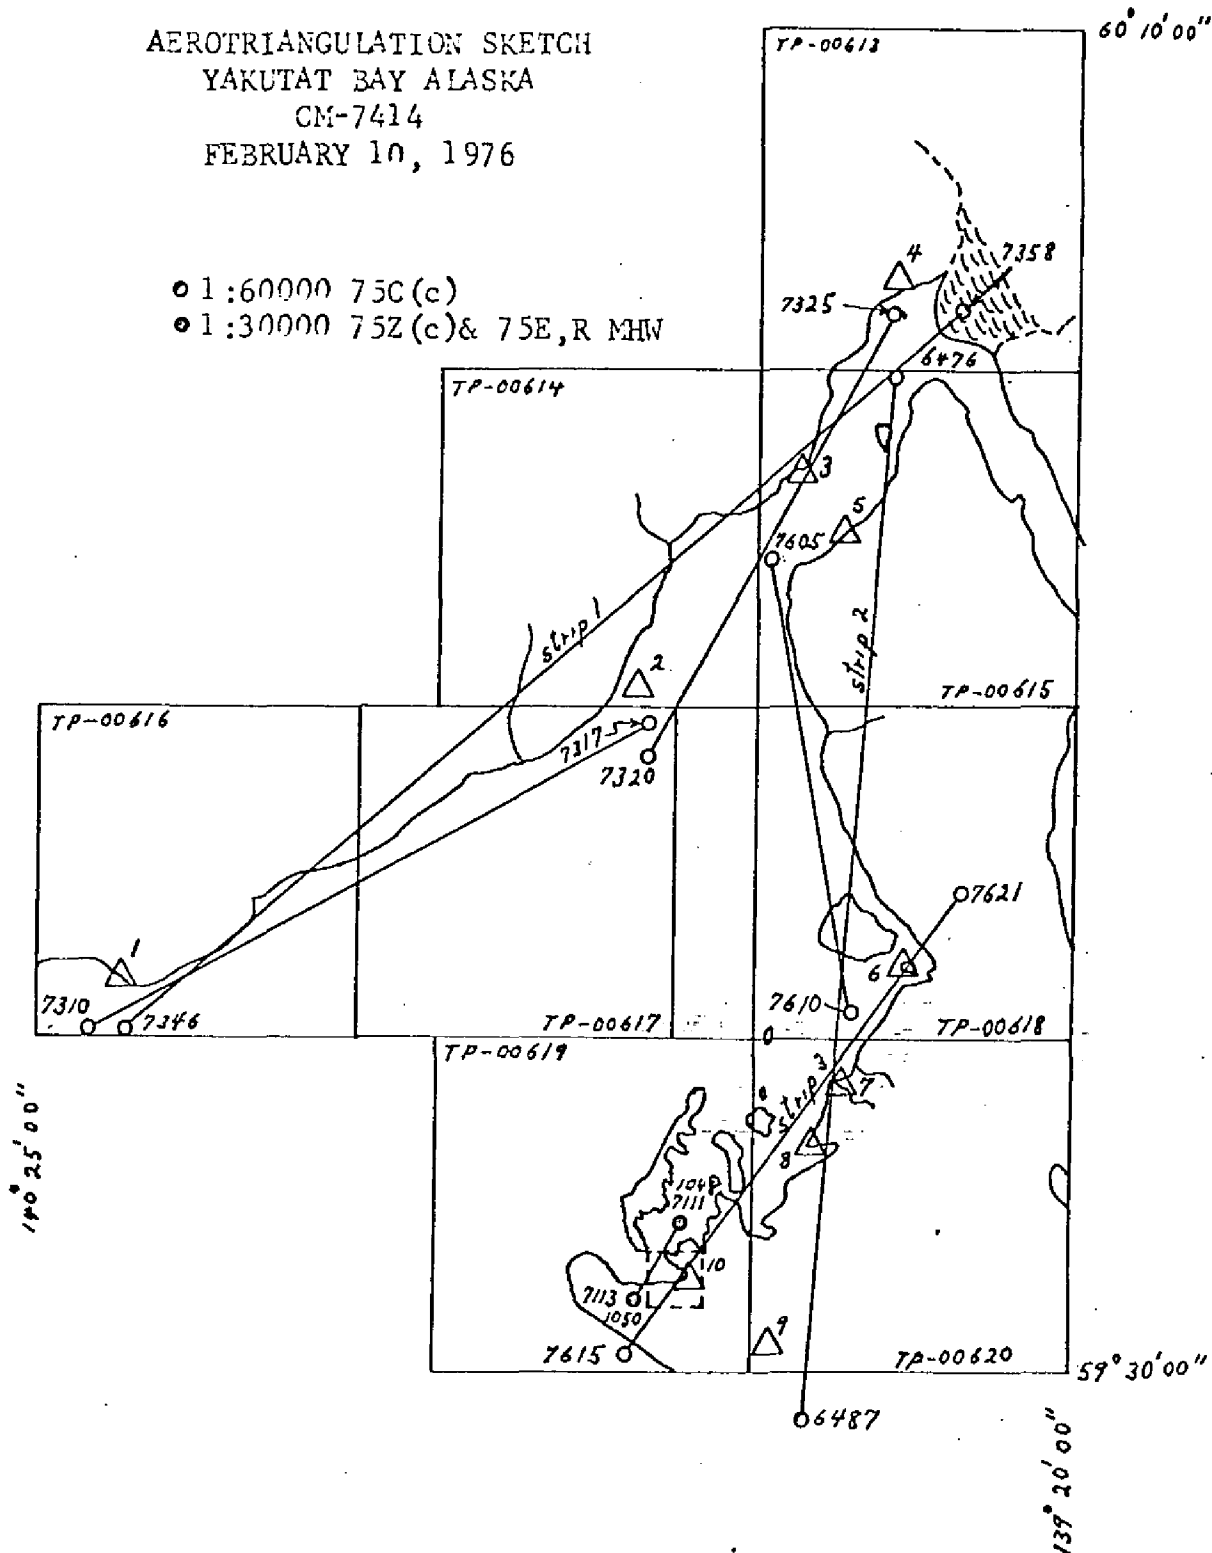 AEROTRIANGULATION SKETCH
YAKUTAT BAY ALASKA
CM-7414
FEBRUARY 10, 1976
1:60000 75C(c)
1:30000 75Z(c)& 75E,R MHW
60° 10' 00"
TP-00613
4
7358
7325
6476
TP-00614
3
5
7605
strip 1
strip 2
2
TP-00615
TP-00616
7317
7320
7621
1
6
7310
7346
7610
TP-00617
TP-00618
TP-00619
7
strip 3
8
140° 25' 00"
1048
7111
10
7113
1050
9
7615
TP-00620
59° 30' 00"
6487
139° 20' 00"